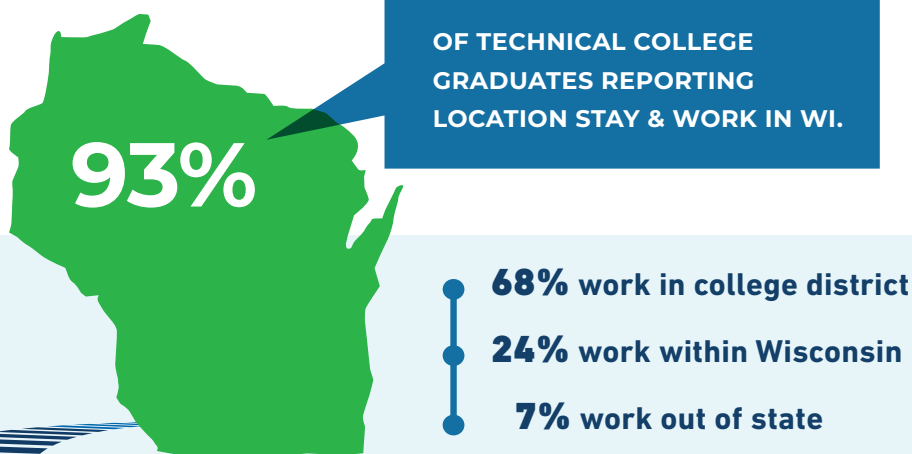 93%
OF TECHNICAL COLLEGE
GRADUATES REPORTING
LOCATION STAY & WORK IN WI.
68% work in college district
24% work within Wisconsin
7% work out of state